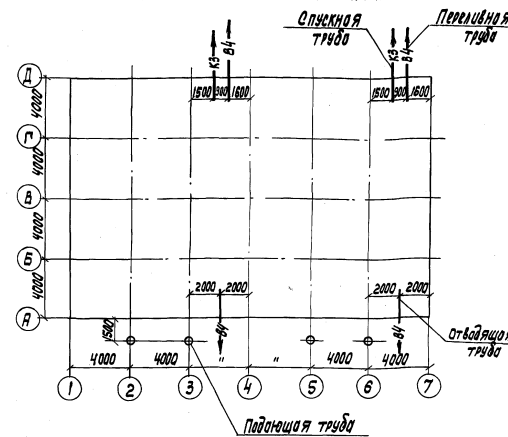 Спускная труба
Переливная труба
К3
В4
К3
В4
Д
1500 900 1600
1500 900 1600
4000
Г
4000
В
4000
Б
4000
2000 2000
2000 2000
А
1500
В4
В4
Отводящая труба
4000 4000 " " 4000 4000
1 2 3 4 5 6 7
Подающая труба